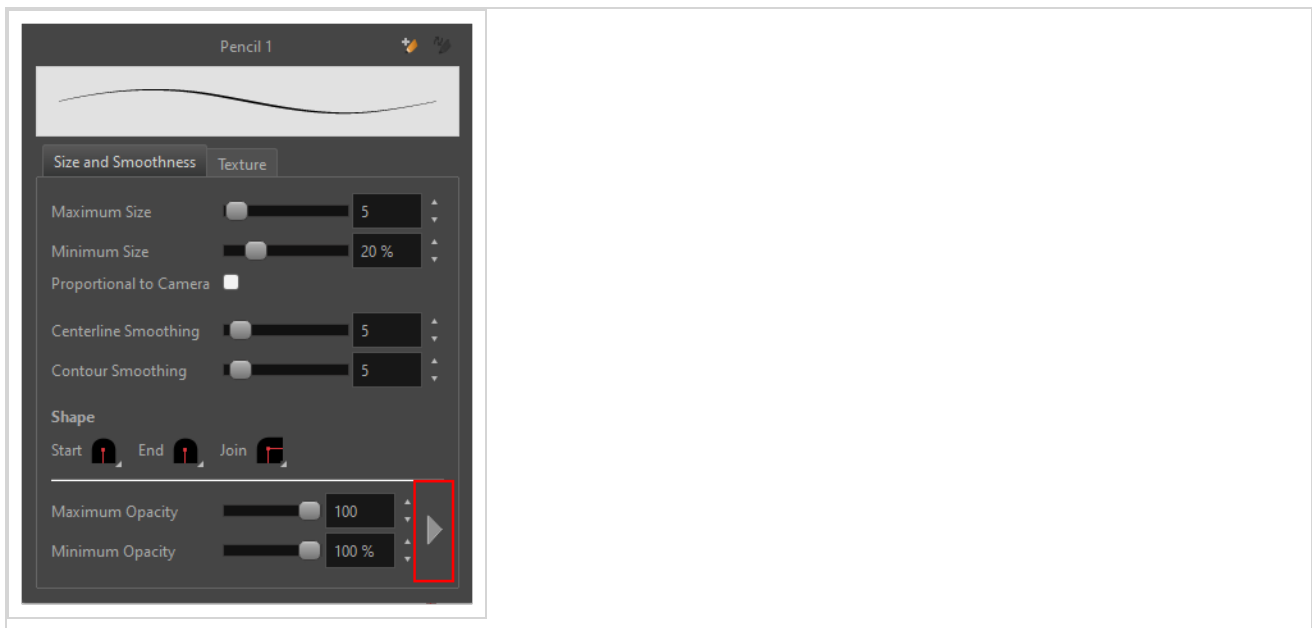 Pencil 1
Size and Smoothness Texture
Maximum Size 5
Minimum Size 20 %
Proportional to Camera
Centerline Smoothing 5
Contour Smoothing 5
Shape
Start End Join
Maximum Opacity 100
Minimum Opacity 100 %